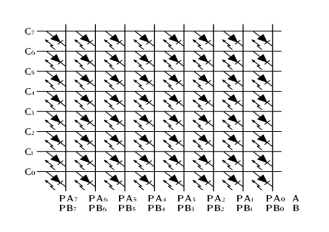 C₇
C₆
C₅
C₄
C₃
C₂
C₁
C₀
PA₇ PA₆ PA₅ PA₄ PA₃ PA₂ PA₁ PA₀ A
PB₇ PB₆ PB₅ PB₄ PB₃ PB₂ PB₁ PB₀ B